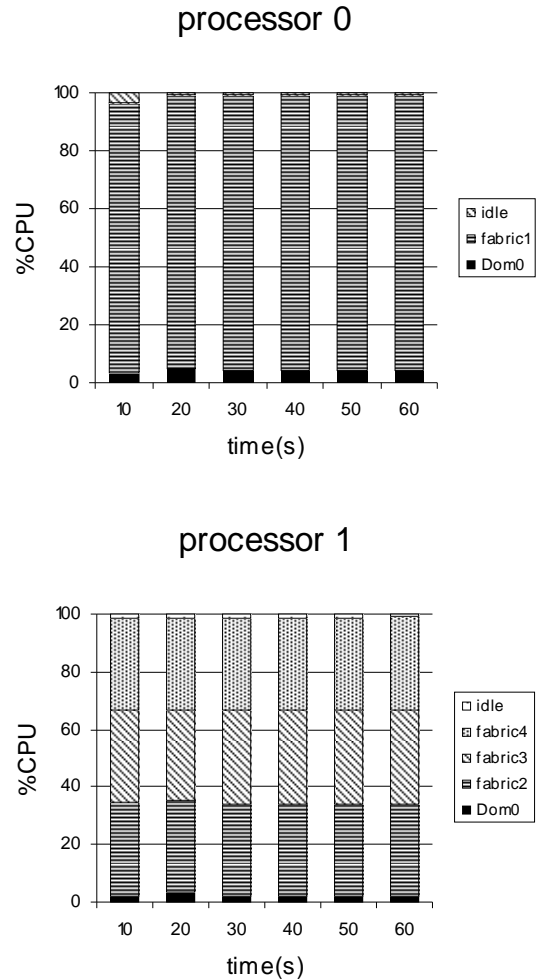 processor 0
100
80
60
40
20
0
%CPU
10 20 30 40 50 60
time(s)
idle
fabric1
Dom0
processor 1
100
80
60
40
20
0
%CPU
10 20 30 40 50 60
time(s)
idle
fabric4
fabric3
fabric2
Dom0